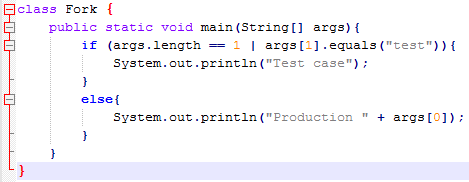 class Fork {
    public static void main(String[] args){
        if (args.length == 1 | args[1].equals("test")){
            System.out.println("Test case");
        }
        else{
            System.out.println("Production " + args[0]);
        }
    }
}